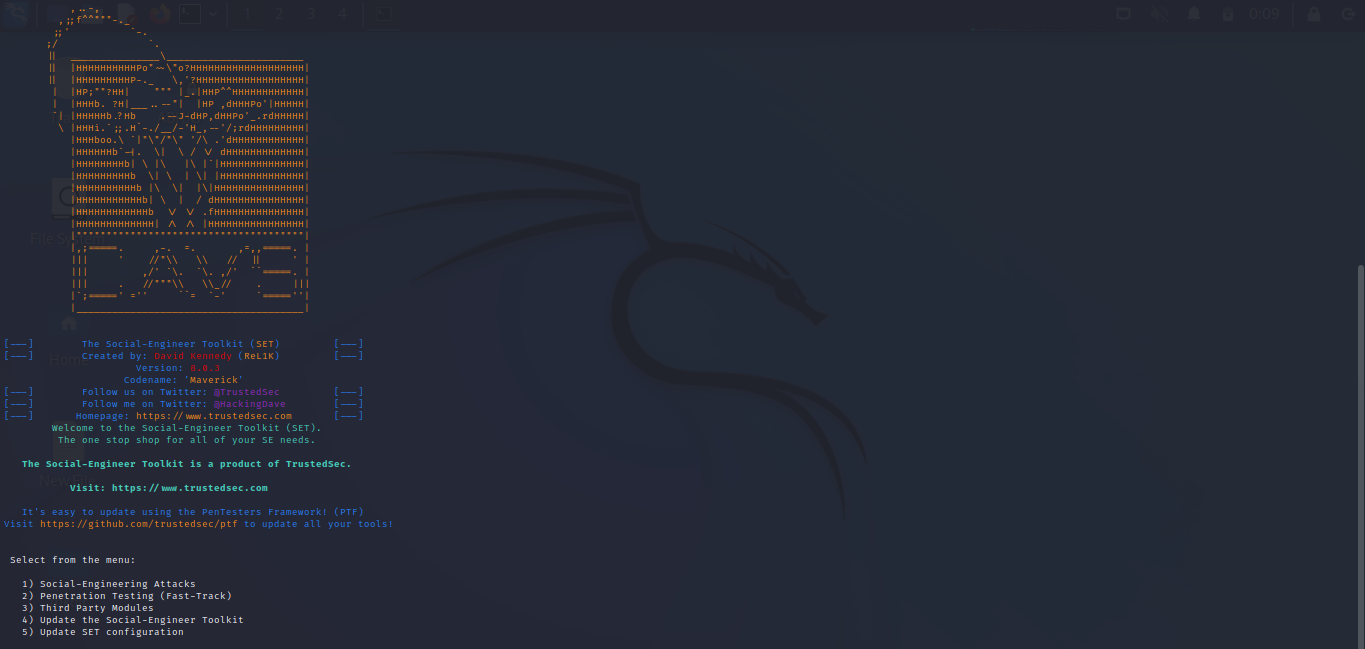 1 2 3 4 0:09
File System
Home
[---] The Social-Engineer Toolkit (SET) [---]
[---] Created by: David Kennedy (ReL1K) [---]
Version: 8.0.3
Codename: 'Maverick'
[---] Follow us on Twitter: @TrustedSec [---]
[---] Follow me on Twitter: @HackingDave [---]
[---] Homepage: https://www.trustedsec.com [---]
Welcome to the Social-Engineer Toolkit (SET).
The one stop shop for all of your SE needs.
The Social-Engineer Toolkit is a product of TrustedSec.
Visit: https://www.trustedsec.com
It's easy to update using the PenTesters Framework! (PTF)
Visit https://github.com/trustedsec/ptf to update all your tools!
Select from the menu:
1) Social-Engineering Attacks
2) Penetration Testing (Fast-Track)
3) Third Party Modules
4) Update the Social-Engineer Toolkit
5) Update SET configuration